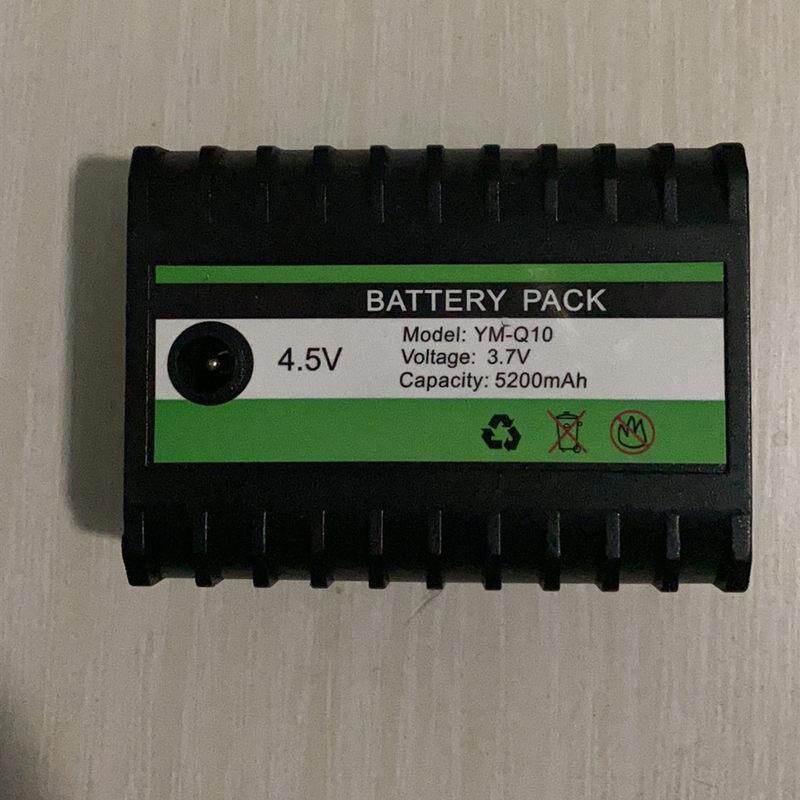 BATTERY PACK
4.5V
Model: YM-Q10
Voltage: 3.7V
Capacity: 5200mAh